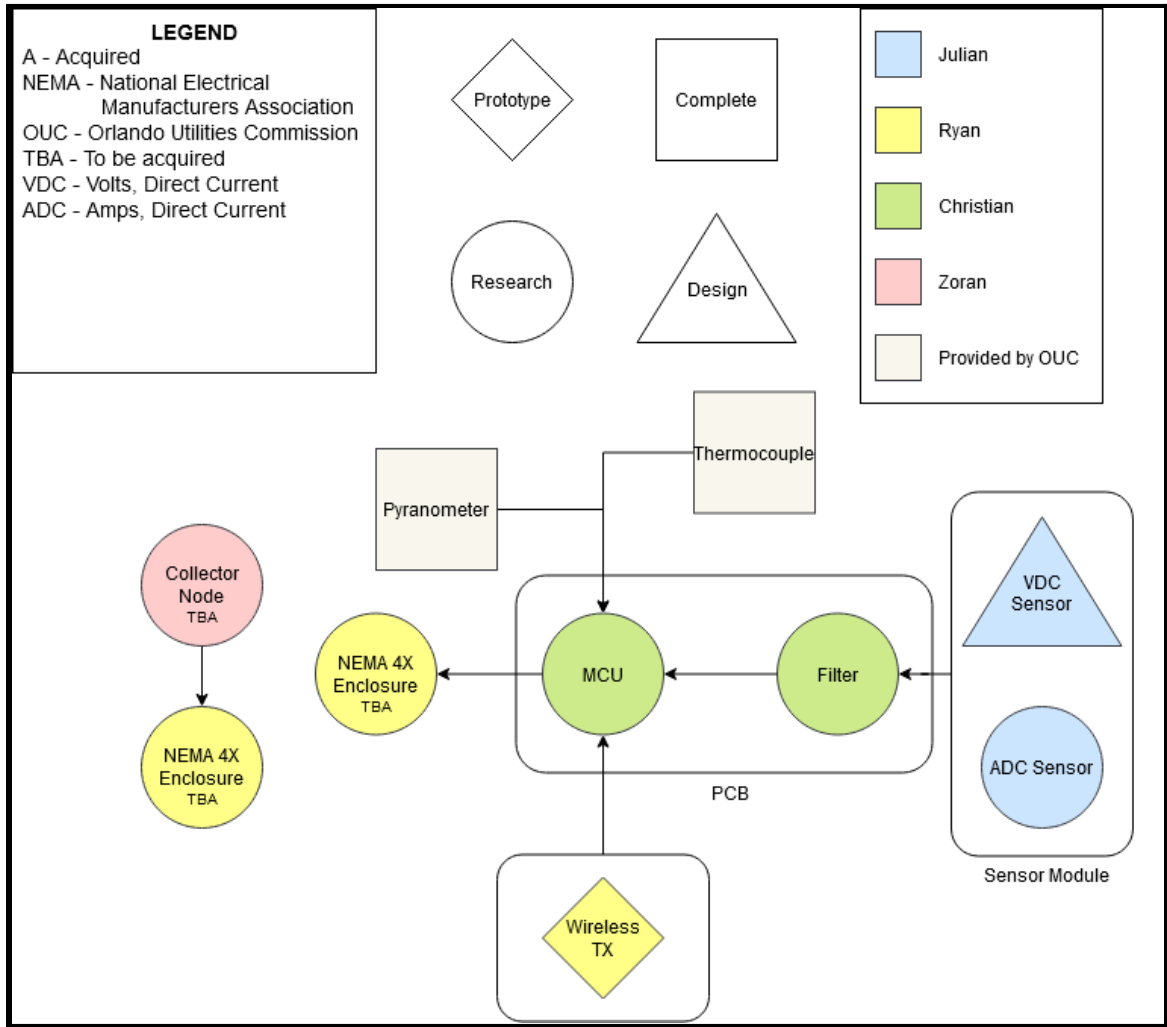 LEGEND
A - Acquired
NEMA - National Electrical
Manufacturers Association
OUC - Orlando Utilities Commission
TBA - To be acquired
VDC - Volts, Direct Current
ADC - Amps, Direct Current
Prototype
Complete
Research
Design
Julian
Ryan
Christian
Zoran
Provided by OUC
Thermocouple
Pyranometer
Collector
Node
TBA
NEMA 4X
Enclosure
TBA
NEMA 4X
Enclosure
TBA
MCU
Filter
PCB
VDC
Sensor
ADC Sensor
Sensor Module
Wireless
TX